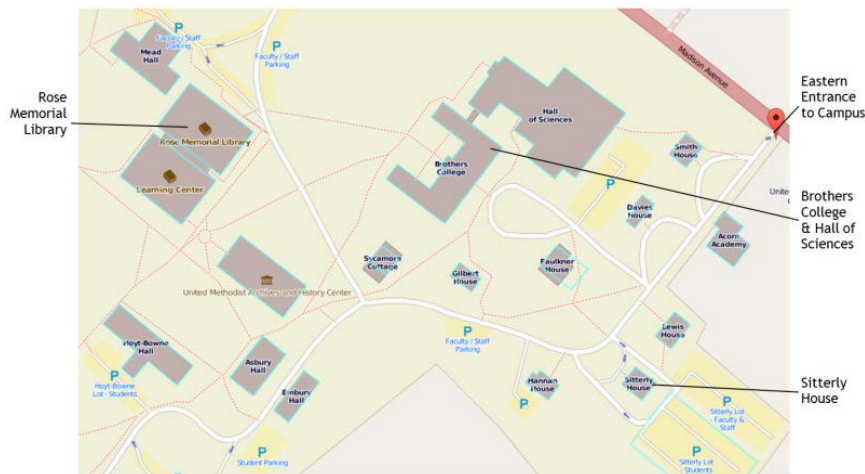 P
Faculty / Staff
Parking
Mead
Hall
P
Faculty / Staff
Parking
Madison Avenue
Eastern
Entrance
to Campus
Rose
Memorial
Library
Rose Memorial Library
Learning Center
Hall
of Sciences
Brothers
College
Smith
House
P
Davies
House
Acorn
Academy
Brothers
College
& Hall of
Sciences
Sycamore
Cottage
Gilbert
House
Faulkner
House
United Methodist Archives and History Center
Hoyt-Bowne
Hall
P
Faculty / Staff
Parking
Lewis
House
P
Hoyt-Bowne
Lot - Students
Asbury
Hall
Embury
Hall
Hannan
House
P
Sitterly
House
Sitterly
House
P
Sitterly Lot
- Faculty &
Staff
P
Student Parking
P
Sitterly Lot
Students
P